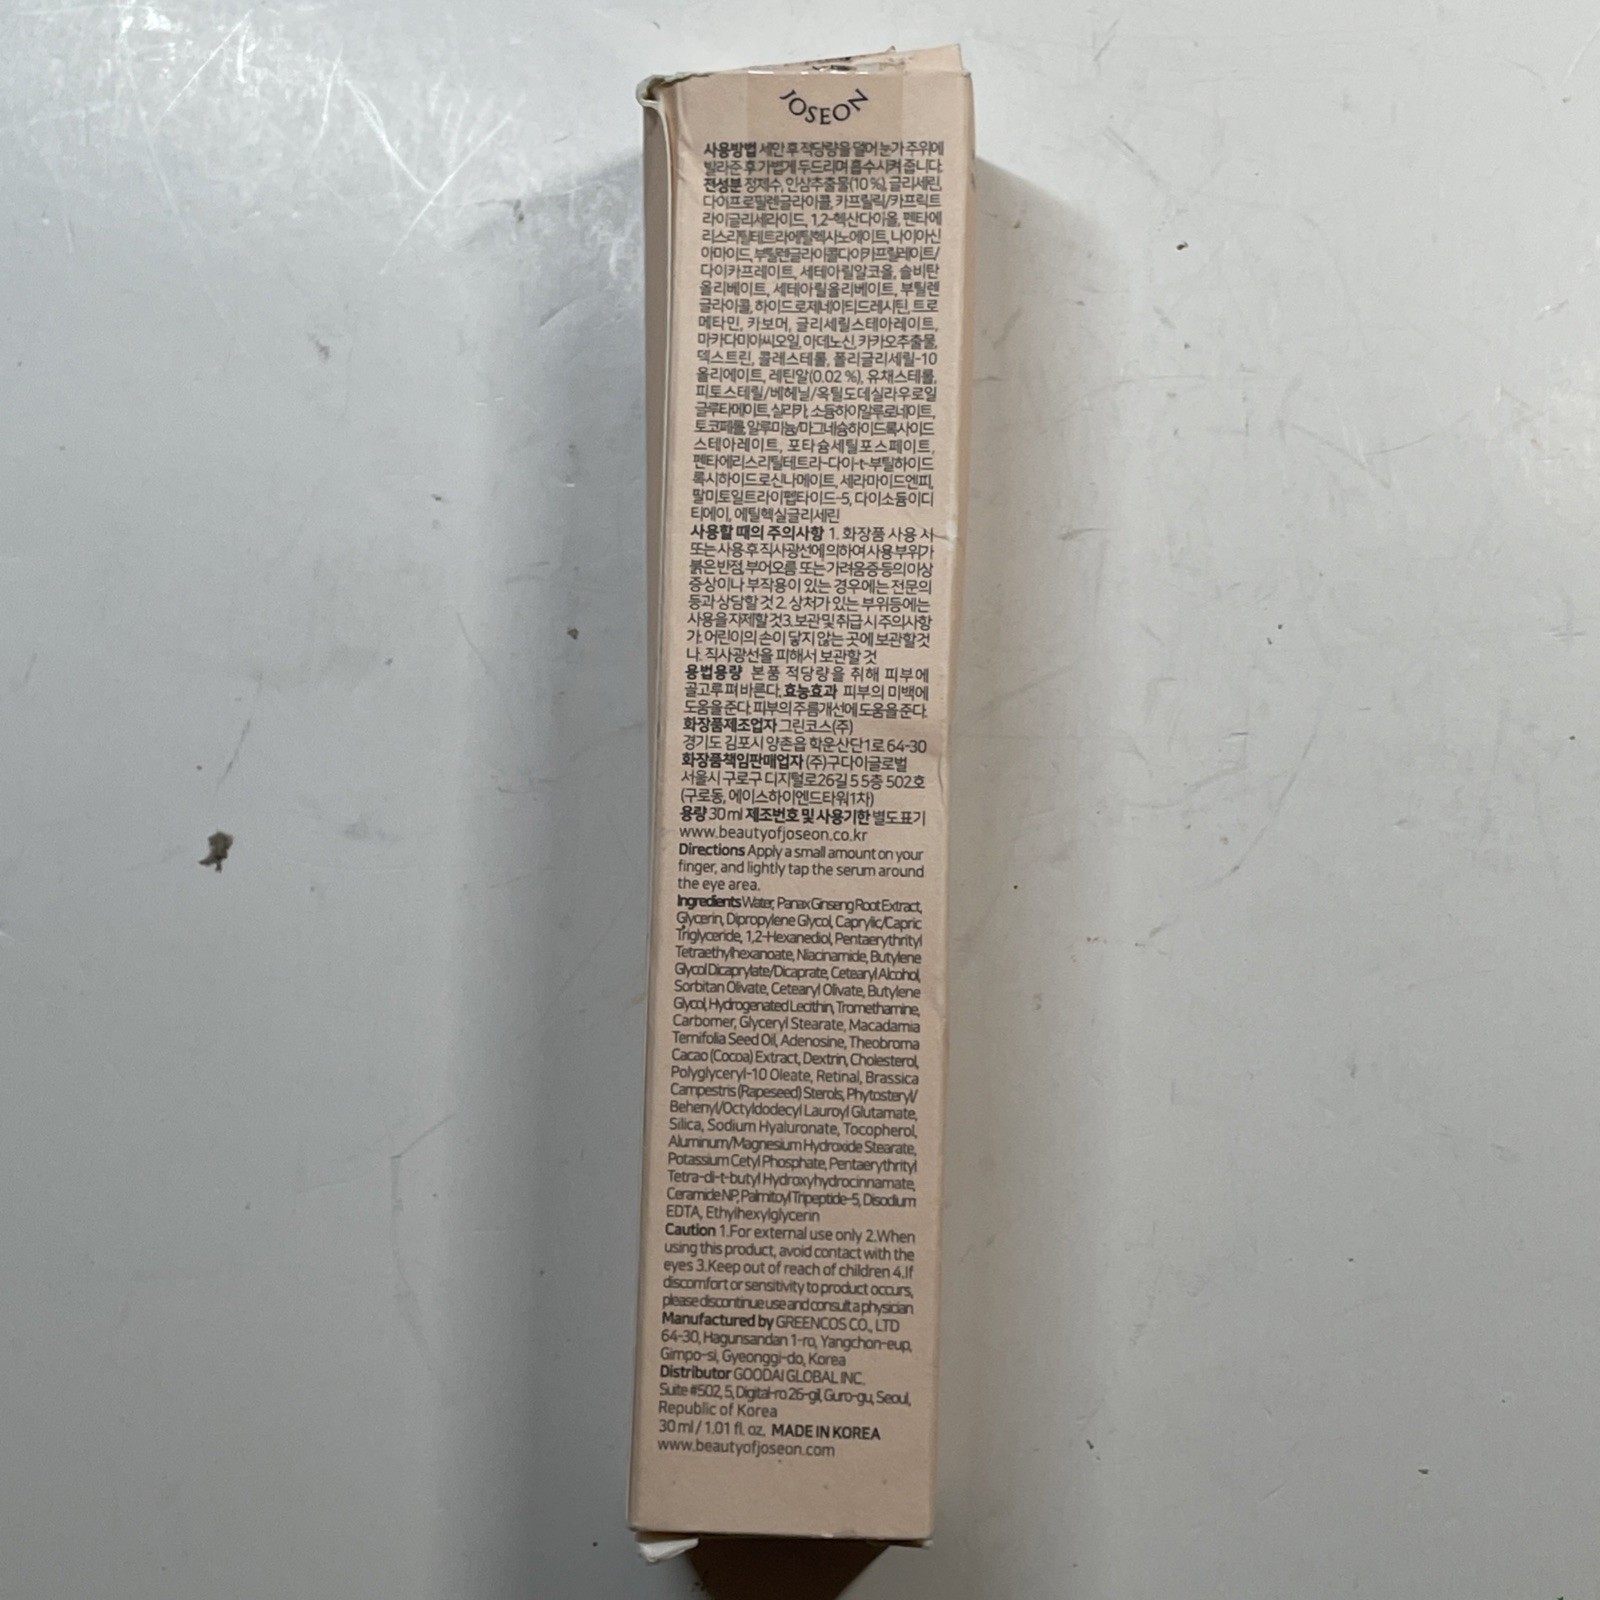 JOSEON
사용방법 세안 후 적당량을 덜어 눈가 주위에
발라준 후 가볍게 두드리며 흡수시켜 줍니다.
전성분 정제수, 인삼추출물(10 %), 글리세린,
다이프로필렌글라이콜, 카프릴릭/카프릭트
라이글리세라이드, 1,2-헥산다이올, 펜타에
리스리틸테트라에틸헥사노에이트, 나이아신
아마이드, 부틸렌글라이콜다이카프릴레이트/
다이카프레이트, 세테아릴알코올, 솔비탄
올리베이트, 세테아릴올리베이트, 부틸렌
글라이콜, 하이드로제네이티드레시틴, 트로
메타민, 카보머, 글리세릴스테아레이트,
마카다미아씨오일, 아데노신, 카카오추출물,
덱스트린, 콜레스테롤, 폴리글리세릴-10
올리에이트, 레틴알(0.02 %), 유채스테롤,
피토스테릴/베헤닐/옥틸도데실라우로일
글루타메이트, 실리카, 소듐하이알루로네이트,
토코페롤, 알루미늄/마그네슘하이드록사이드
스테아레이트, 포타슘세틸포스페이트,
펜타에리스리틸테트라-다이-t-부틸하이드
록시하이드로신나메이트, 세라마이드엔피,
팔미토일트라이펩타이드-5, 다이소듐이디
티에이, 에틸헥실글리세린
사용할 때의 주의사항 1. 화장품 사용 시
또는 사용 후 직사광선에 의하여 사용 부위가
붉은 반점, 부어오름 또는 가려움증 등의 이상
증상이나 부작용이 있는 경우에는 전문의
등과 상담할 것 2. 상처가 있는 부위등에는
사용을 자제할 것 3. 보관 및 취급 시 주의사항
가. 어린이의 손이 닿지 않는 곳에 보관할 것
나. 직사광선을 피해서 보관할 것
용법용량 본품 적당량을 취해 피부에
골고루 펴 바른다. 효능효과 피부의 미백에
도움을 준다. 피부의 주름개선에 도움을 준다.
화장품제조업자 그린코스(주)
경기도 김포시 양촌읍 학운산단1로 64-30
화장품책임판매업자 (주)구다이글로벌
서울시 구로구 디지털로26길 5 5층 502호
(구로동, 에이스하이엔드타워1차)
용량 30 ml 제조번호 및 사용기한 별도표기
www.beautyofjoseon.co.kr
Directions Apply a small amount on your
finger, and lightly tap the serum around
the eye area.
Ingredients Water, Panax Ginseng Root Extract,
Glycerin, Dipropylene Glycol, Caprylic/Capric
Triglyceride, 1,2-Hexanediol, Pentaerythrityl
Tetraethylhexanoate, Niacinamide, Butylene
Glycol Dicaprylate/Dicaprate, Cetearyl Alcohol,
Sorbitan Olivate, Cetearyl Olivate, Butylene
Glycol, Hydrogenated Lecithin, Tromethamine,
Carbomer, Glyceryl Stearate, Macadamia
Ternifolia Seed Oil, Adenosine, Theobroma
Cacao (Cocoa) Extract, Dextrin, Cholesterol,
Polyglyceryl-10 Oleate, Retinal, Brassica
Campestris (Rapeseed) Sterols, Phytosteryl/
Behenyl/Octyldodecyl Lauroyl Glutamate,
Silica, Sodium Hyaluronate, Tocopherol,
Aluminum/Magnesium Hydroxide Stearate,
Potassium Cetyl Phosphate, Pentaerythrityl
Tetra-di-t-butyl Hydroxyhydrocinnamate,
Ceramide NP, Palmitoyl Tripeptide-5, Disodium
EDTA, Ethylhexylglycerin
Caution 1.For external use only 2.When
using this product, avoid contact with the
eyes 3.Keep out of reach of children 4.If
discomfort or sensitivity to product occurs,
please discontinue use and consult a physician
Manufactured by GREENCOS CO., LTD
64-30, Hagunsandan 1-ro, Yangchon-eup,
Gimpo-si, Gyeonggi-do, Korea
Distributor GOODAI GLOBAL INC.
Suite #502, 5, Digital-ro 26-gil, Guro-gu, Seoul,
Republic of Korea
30 ml / 1.01 fl. oz. MADE IN KOREA
www.beautyofjoseon.com